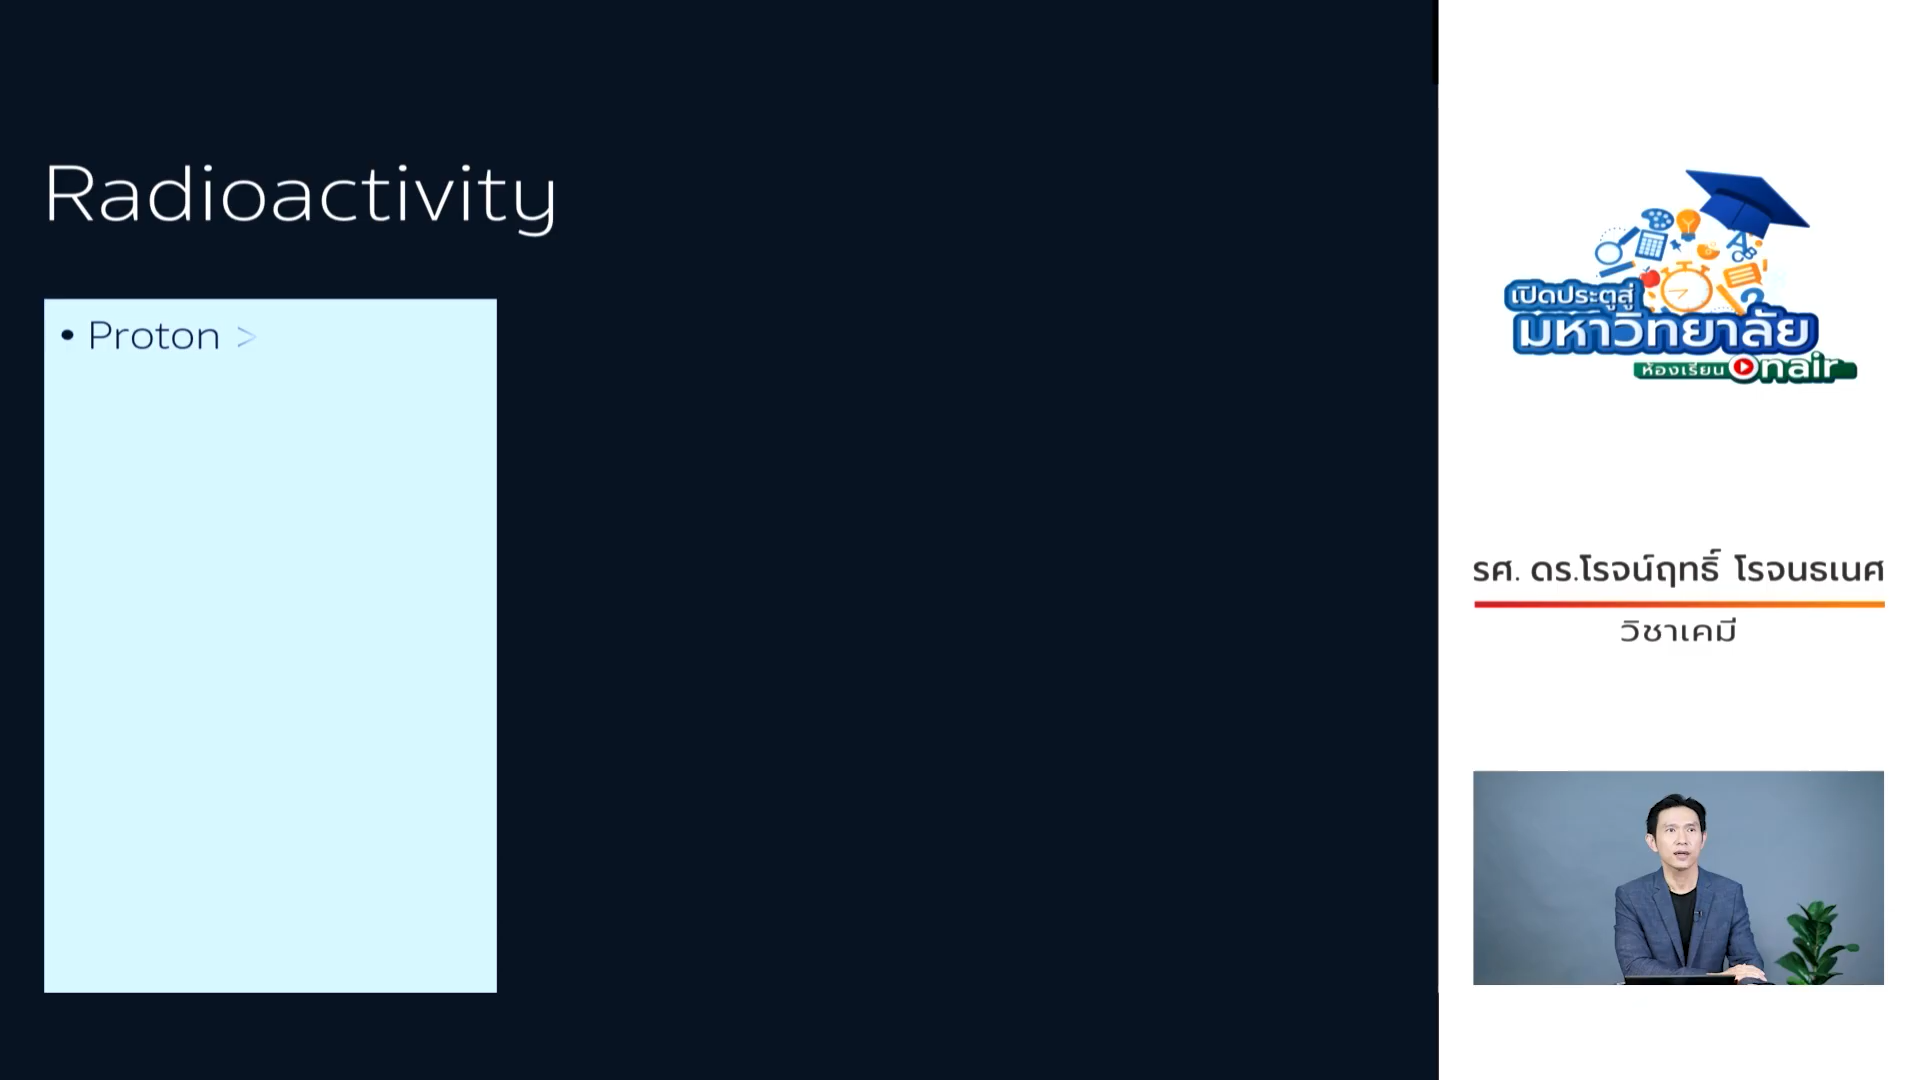 Radioactivity
• Proton >
เปิดประตูสู่
มหาวิทยาลัย
ห้องเรียน Onair
รศ. ดร.โรจน์ฤทธิ์ โรจนธเนศ
วิชาเคมี